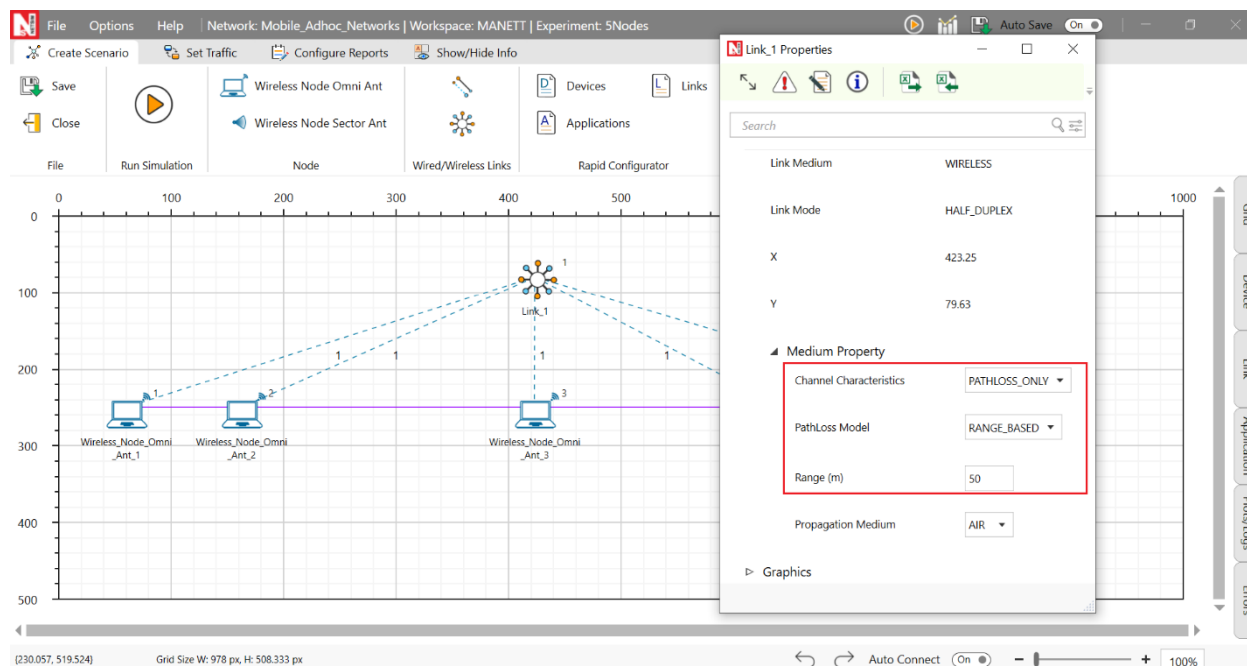 File Options Help Network: Mobile_Adhoc_Networks | Workspace: MANETT | Experiment: 5Nodes Auto Save On
Create Scenario Set Traffic Configure Reports Show/Hide Info
Save
Close
Wireless Node Omni Ant
Wireless Node Sector Ant
Devices Links
Applications
File Run Simulation Node Wired/Wireless Links Rapid Configurator
0 100 200 300 400 500 1000
0
100
200
300
400
500
1
Link_1
1 1 1 1
1 2 3
Wireless_Node_Omni
_Ant_1
Wireless_Node_Omni
_Ant_2
Wireless_Node_Omni
_Ant_3
Link_1 Properties
Search
Link Medium WIRELESS
Link Mode HALF_DUPLEX
X 423.25
Y 79.63
Medium Property
Channel Characteristics PATHLOSS_ONLY
PathLoss Model RANGE_BASED
Range (m) 50
Propagation Medium AIR
Graphics
Device
Link
Application
Errors
(230.057, 519.524) Grid Size W: 978 px, H: 508.333 px Auto Connect On 100%